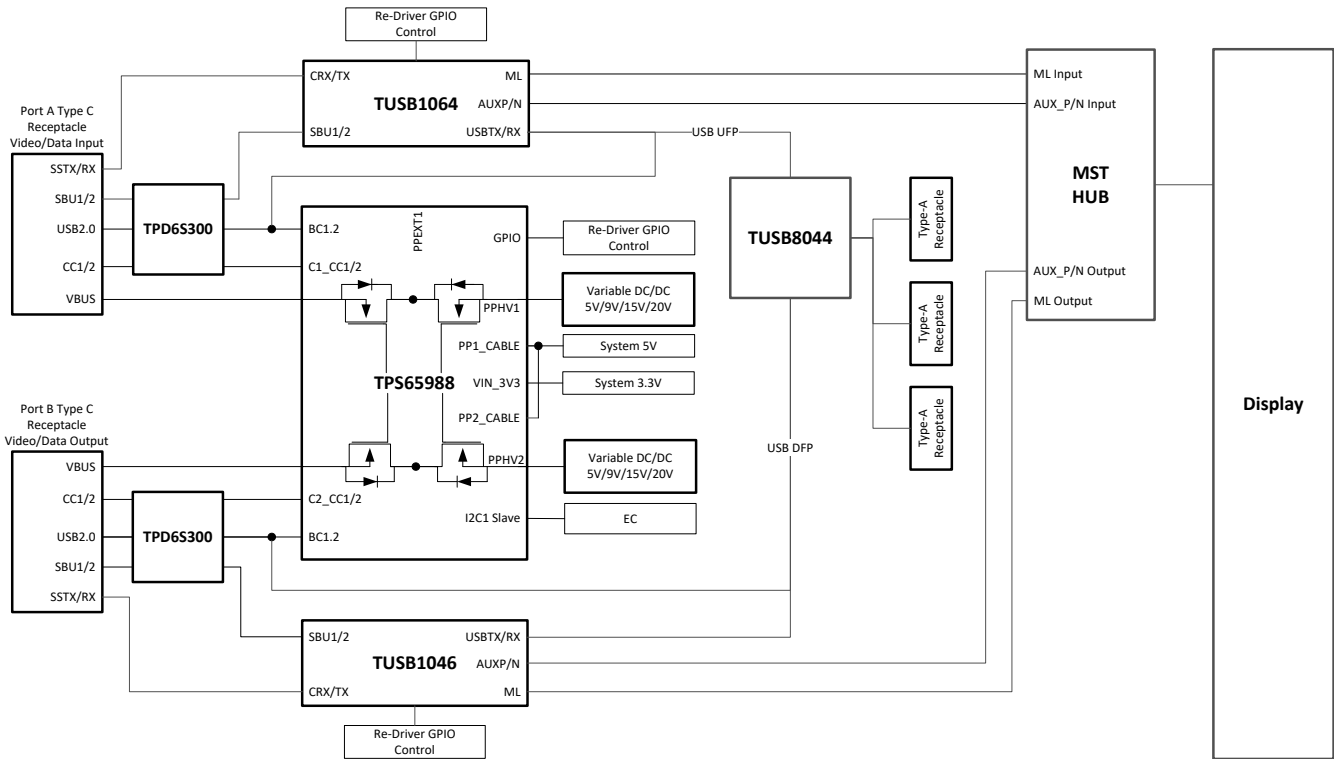 Re-Driver GPIO
Control
CRX/TX
ML
TUSB1064
AUXP/N
SBU1/2
USBTX/RX
USB UFP
ML Input
AUX_P/N Input
MST
HUB
AUX_P/N Output
ML Output
Display
Port A Type C
Receptacle
Video/Data Input
SSTX/RX
SBU1/2
USB2.0
CC1/2
VBUS
TPD6S300
BC1.2
C1_CC1/2
PPEXT1
GPIO
PPHV1
PP1_CABLE
TPS65988
VIN_3V3
PP2_CABLE
PPHV2
C2_CC1/2
I2C1 Slave
BC1.2
Re-Driver GPIO
Control
Variable DC/DC
5V/9V/15V/20V
System 5V
System 3.3V
Variable DC/DC
5V/9V/15V/20V
EC
TUSB8044
USB DFP
Type-A
Receptacle
Type-A
Receptacle
Type-A
Receptacle
Port B Type C
Receptacle
Video/Data Output
VBUS
CC1/2
USB2.0
SBU1/2
SSTX/RX
TPD6S300
SBU1/2
USBTX/RX
TUSB1046
AUXP/N
CRX/TX
ML
Re-Driver GPIO
Control